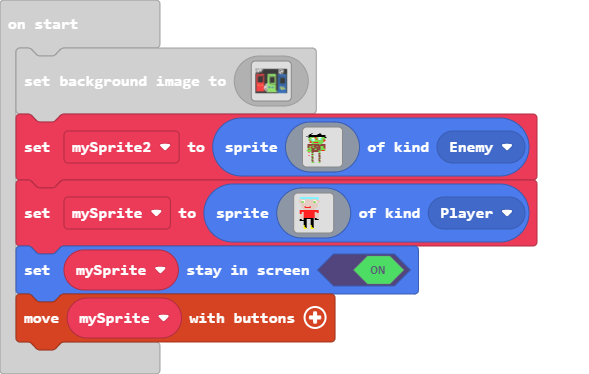 on start
set background image to
set mySprite2 to sprite of kind Enemy
set mySprite to sprite of kind Player
set mySprite stay in screen ON
move mySprite with buttons